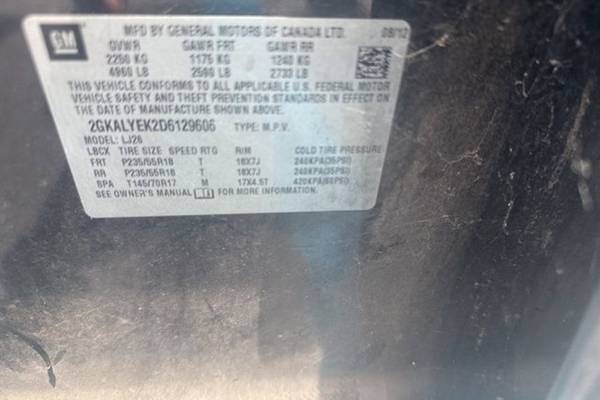 GM
MFD BY GENERAL MOTORS OF CANADA LTD. 08/12
GVWR GAWR FRT GAWR RR
2250 KG 1175 KG 1240 KG
4960 LB 2590 LB 2733 LB
THIS VEHICLE CONFORMS TO ALL APPLICABLE U.S. FEDERAL MOTOR
VEHICLE SAFETY AND THEFT PREVENTION STANDARDS IN EFFECT ON
THE DATE OF MANUFACTURE SHOWN ABOVE.
2GKALYEK2D6129606 TYPE: M.P.V.
MODEL: LJ26
LBCX TIRE SIZE SPEED RTG RIM COLD TIRE PRESSURE
FRT P235/55R18 T 18X7J 240KPA(35PSI)
RR P235/55R18 T 18X7J 240KPA(35PSI)
SPA T145/70R17 M 17X4.5T 420KPA(60PSI)
SEE OWNER'S MANUAL FOR MORE INFORMATION.